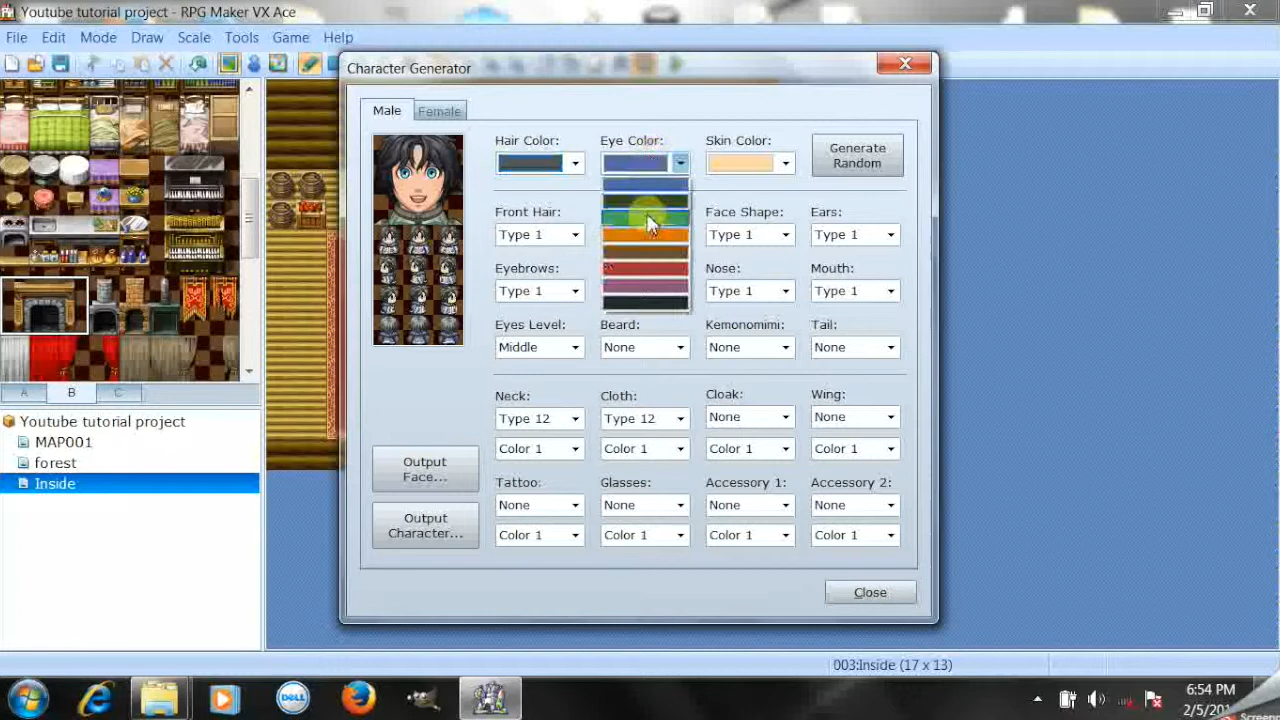 Youtube tutorial project - RPG Maker VX Ace
File Edit Mode Draw Scale Tools Game Help
Character Generator
Male Female
Hair Color: Eye Color: Skin Color:
Generate
Random
Front Hair: Face Shape: Ears:
Type 1 Type 1 Type 1
Eyebrows: Nose: Mouth:
Type 1 Type 1 Type 1
Eyes Level: Beard: Kemonomimi: Tail:
Middle None None None
Neck: Cloth: Cloak: Wing:
Type 12 Type 12 None None
Color 1 Color 1 Color 1 Color 1
Tattoo: Glasses: Accessory 1: Accessory 2:
None None None None
Color 1 Color 1 Color 1 Color 1
Output
Face...
Output
Character...
Close
A B C
Youtube tutorial project
MAP001
forest
Inside
003:Inside (17 x 13)
DELL
6:54 PM